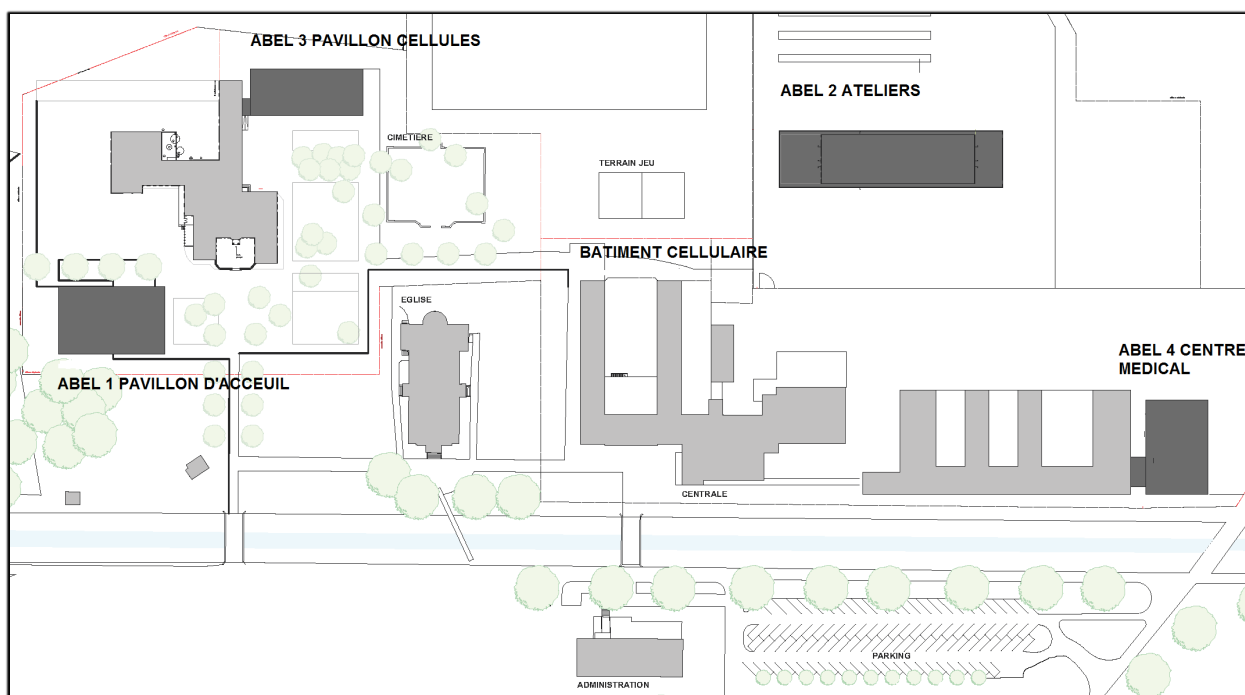 ABEL 3 PAVILLON CELLULES
ABEL 2 ATELIERS
CIMETIERE
TERRAIN JEU
BATIMENT CELLULAIRE
EGLISE
ABEL 4 CENTRE
MEDICAL
ABEL 1 PAVILLON D'ACCEUIL
CENTRALE
PARKING
ADMINISTRATION